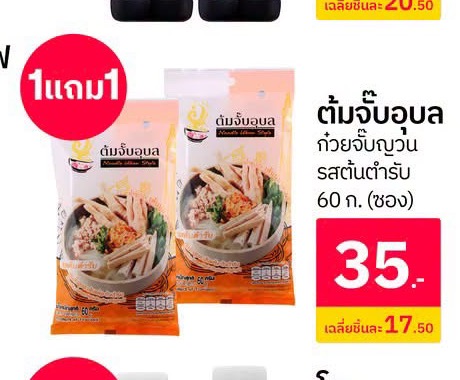 เฉลี่ยชิ้นละ 20.50
1แถม1
ต้มจั๊บอุบล
Noodle Ubon Style
ต้มจั๊บอุบล
Noodle Ubon Style
ต้มจั๊บอุบล
ก๋วยจั๊บญวน
รสต้นตำรับ
60 ก. (ซอง)
35.-
เฉลี่ยชิ้นละ 17.50